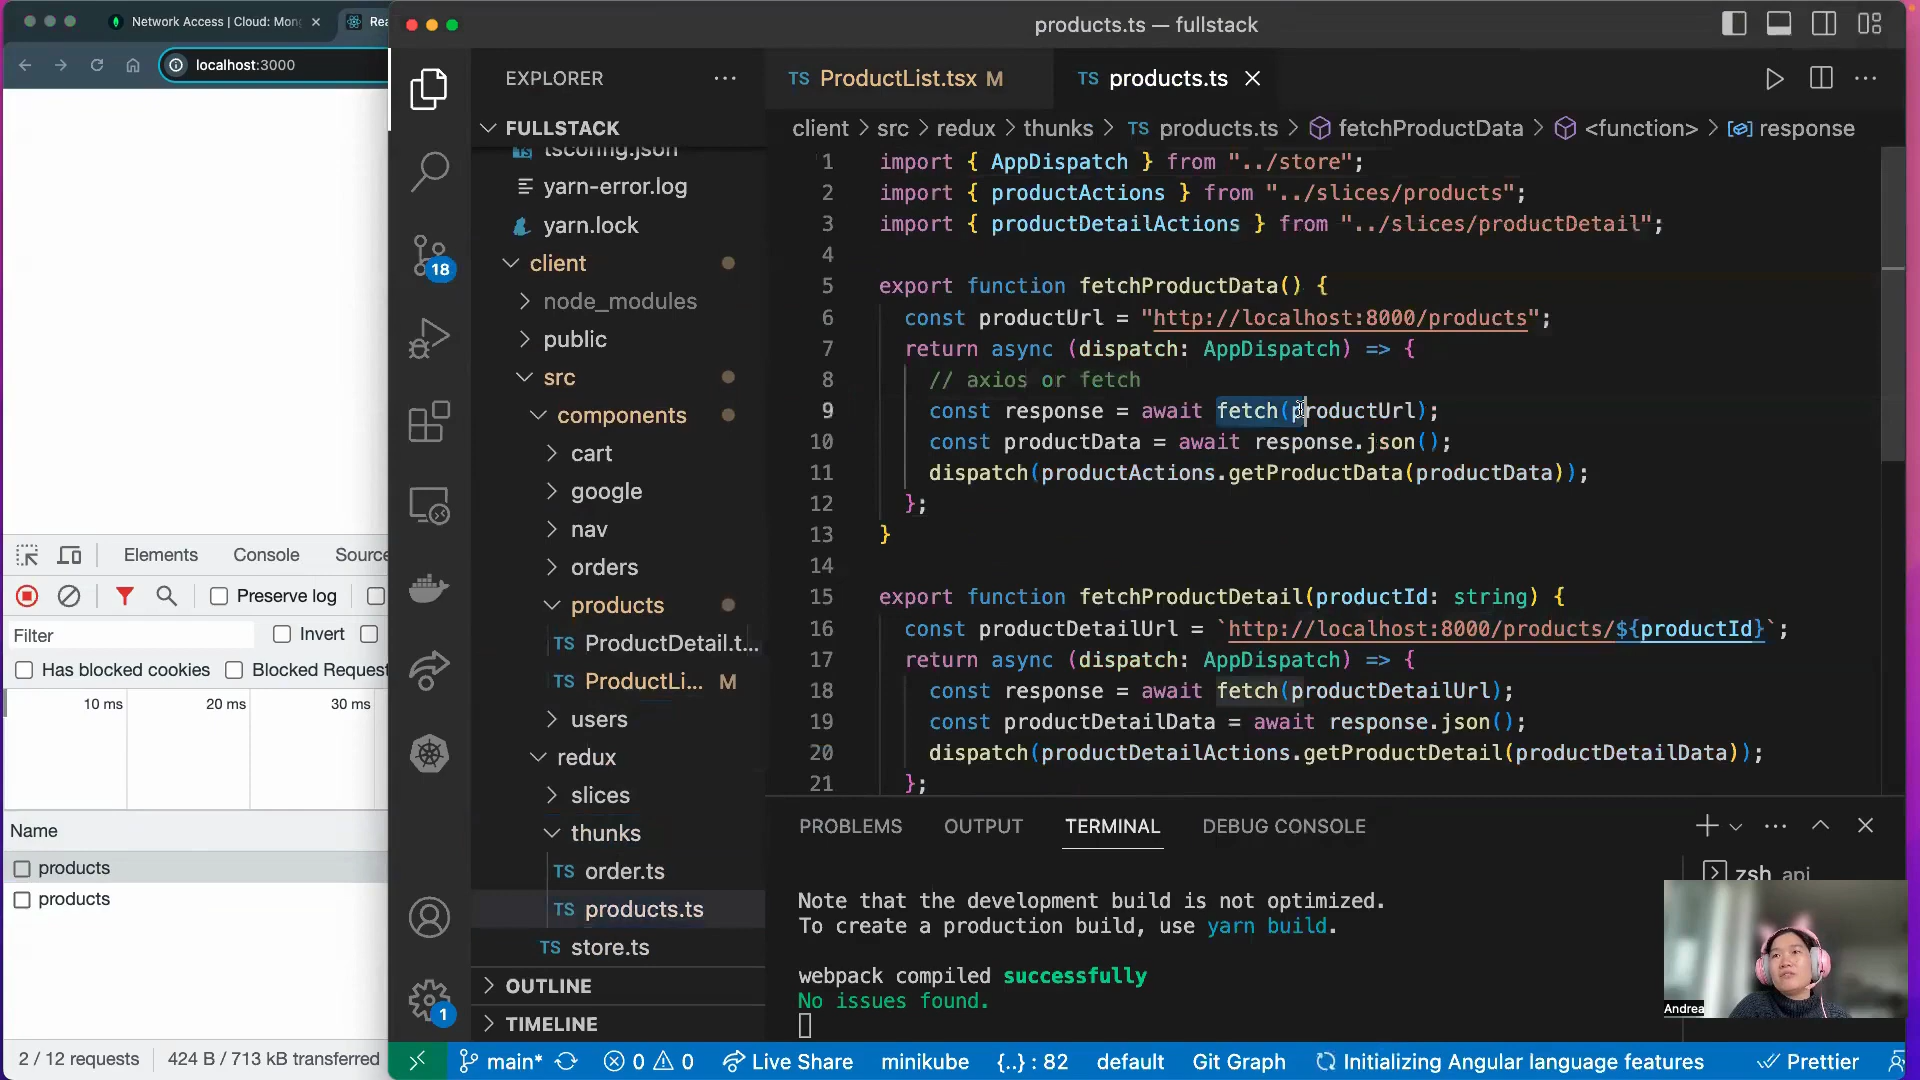 Network Access | Cloud: Mon
Rea
localhost:3000
Elements
Console
Source
Preserve log
Filter
Invert
Has blocked cookies
Blocked Request
10 ms
20 ms
30 ms
Name
products
products
2 / 12 requests
424 B / 713 kB transferred
products.ts — fullstack
EXPLORER
FULLSTACK
tsconfig.json
yarn-error.log
yarn.lock
client
node_modules
public
src
components
cart
google
nav
orders
products
TS ProductDetail.t...
TS ProductLi... M
users
redux
slices
thunks
TS order.ts
TS products.ts
TS store.ts
OUTLINE
TIMELINE
18
1
TS ProductList.tsx M
TS products.ts
client > src > redux > thunks > TS products.ts > fetchProductData > <function> > response
1 import { AppDispatch } from "../store";
2 import { productActions } from "../slices/products";
3 import { productDetailActions } from "../slices/productDetail";
4
5 export function fetchProductData() {
6 const productUrl = "http://localhost:8000/products";
7 return async (dispatch: AppDispatch) => {
8 // axios or fetch
9 const response = await fetch(productUrl);
10 const productData = await response.json();
11 dispatch(productActions.getProductData(productData));
12 };
13 }
14
15 export function fetchProductDetail(productId: string) {
16 const productDetailUrl = `http://localhost:8000/products/${productId}`;
17 return async (dispatch: AppDispatch) => {
18 const response = await fetch(productDetailUrl);
19 const productDetailData = await response.json();
20 dispatch(productDetailActions.getProductDetail(productDetailData));
21 };
PROBLEMS
OUTPUT
TERMINAL
DEBUG CONSOLE
zsh api
Note that the development build is not optimized.
To create a production build, use yarn build.
webpack compiled successfully
No issues found.
Andrea
main*
0
0
Live Share
minikube
{..} : 82
default
Git Graph
Initializing Angular language features
Prettier